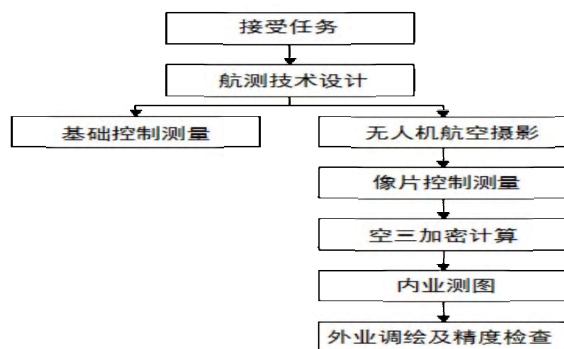 接受任务
航测技术设计
基础控制测量
无人机航空摄影
像片控制测量
空三加密计算
内业测图
外业调绘及精度检查